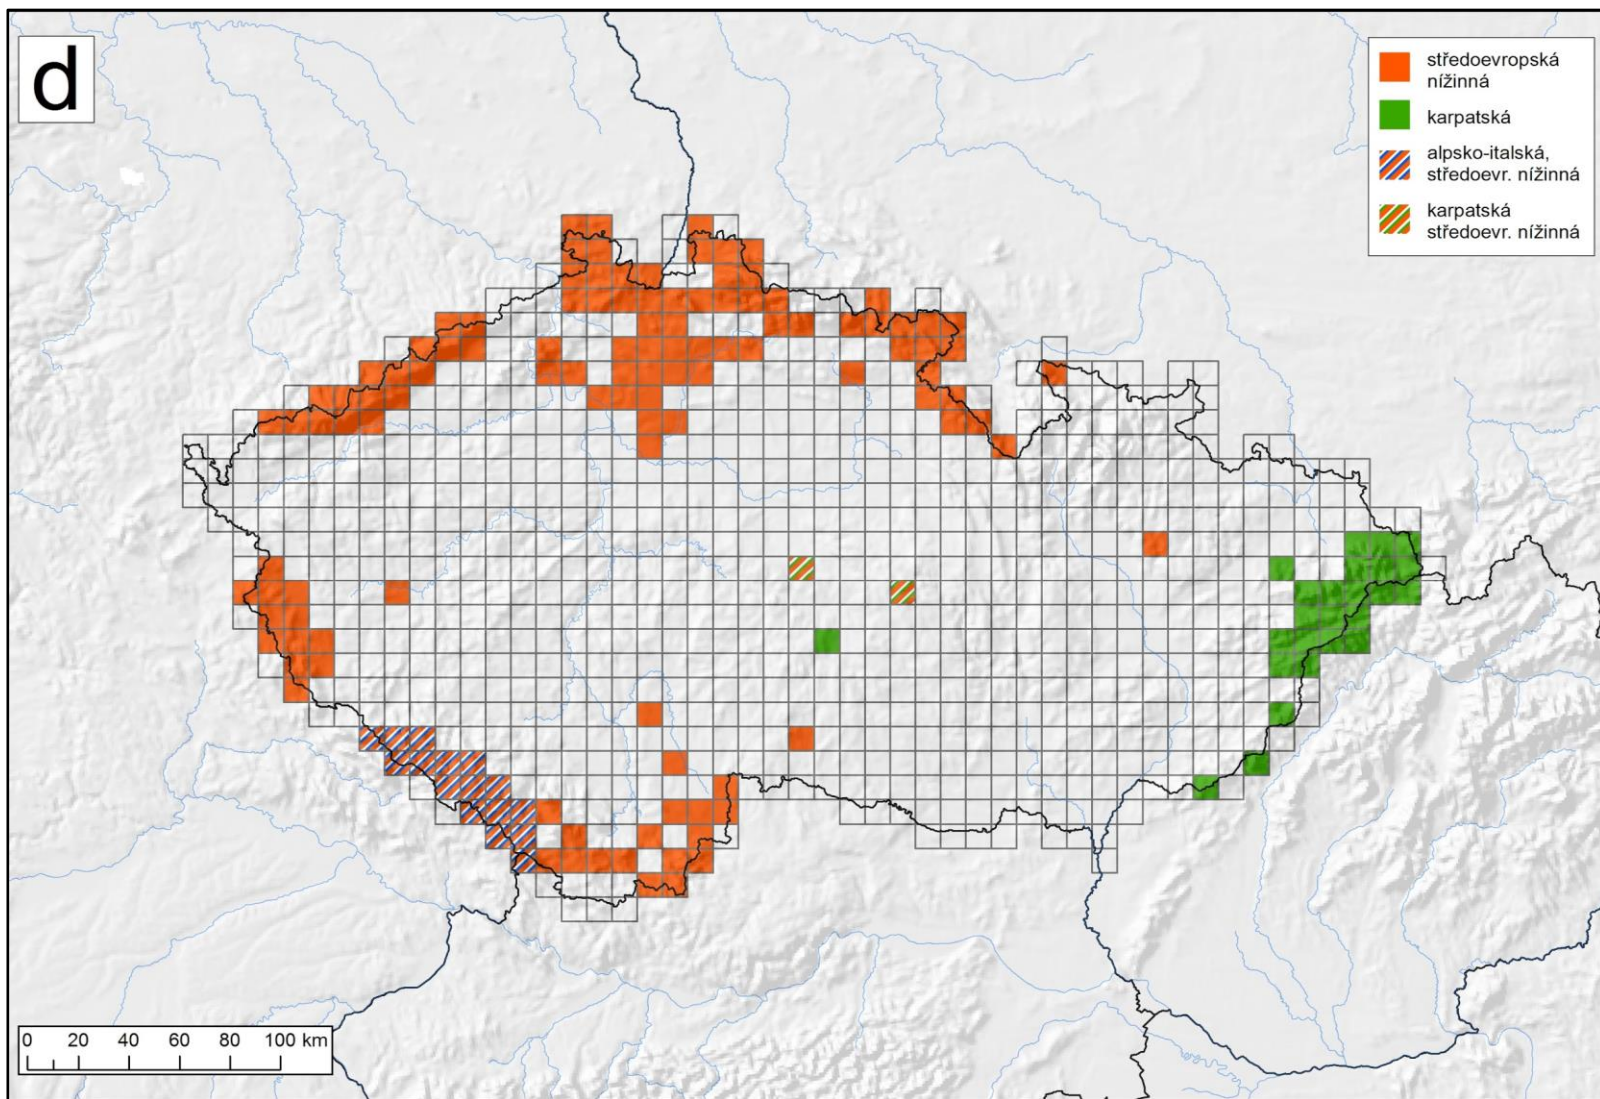 d
středoevropská
nížinná
karpatská
alpsko-italská,
středoevr. nížinná
karpatská
středoevr. nížinná
0 20 40 60 80 100 km